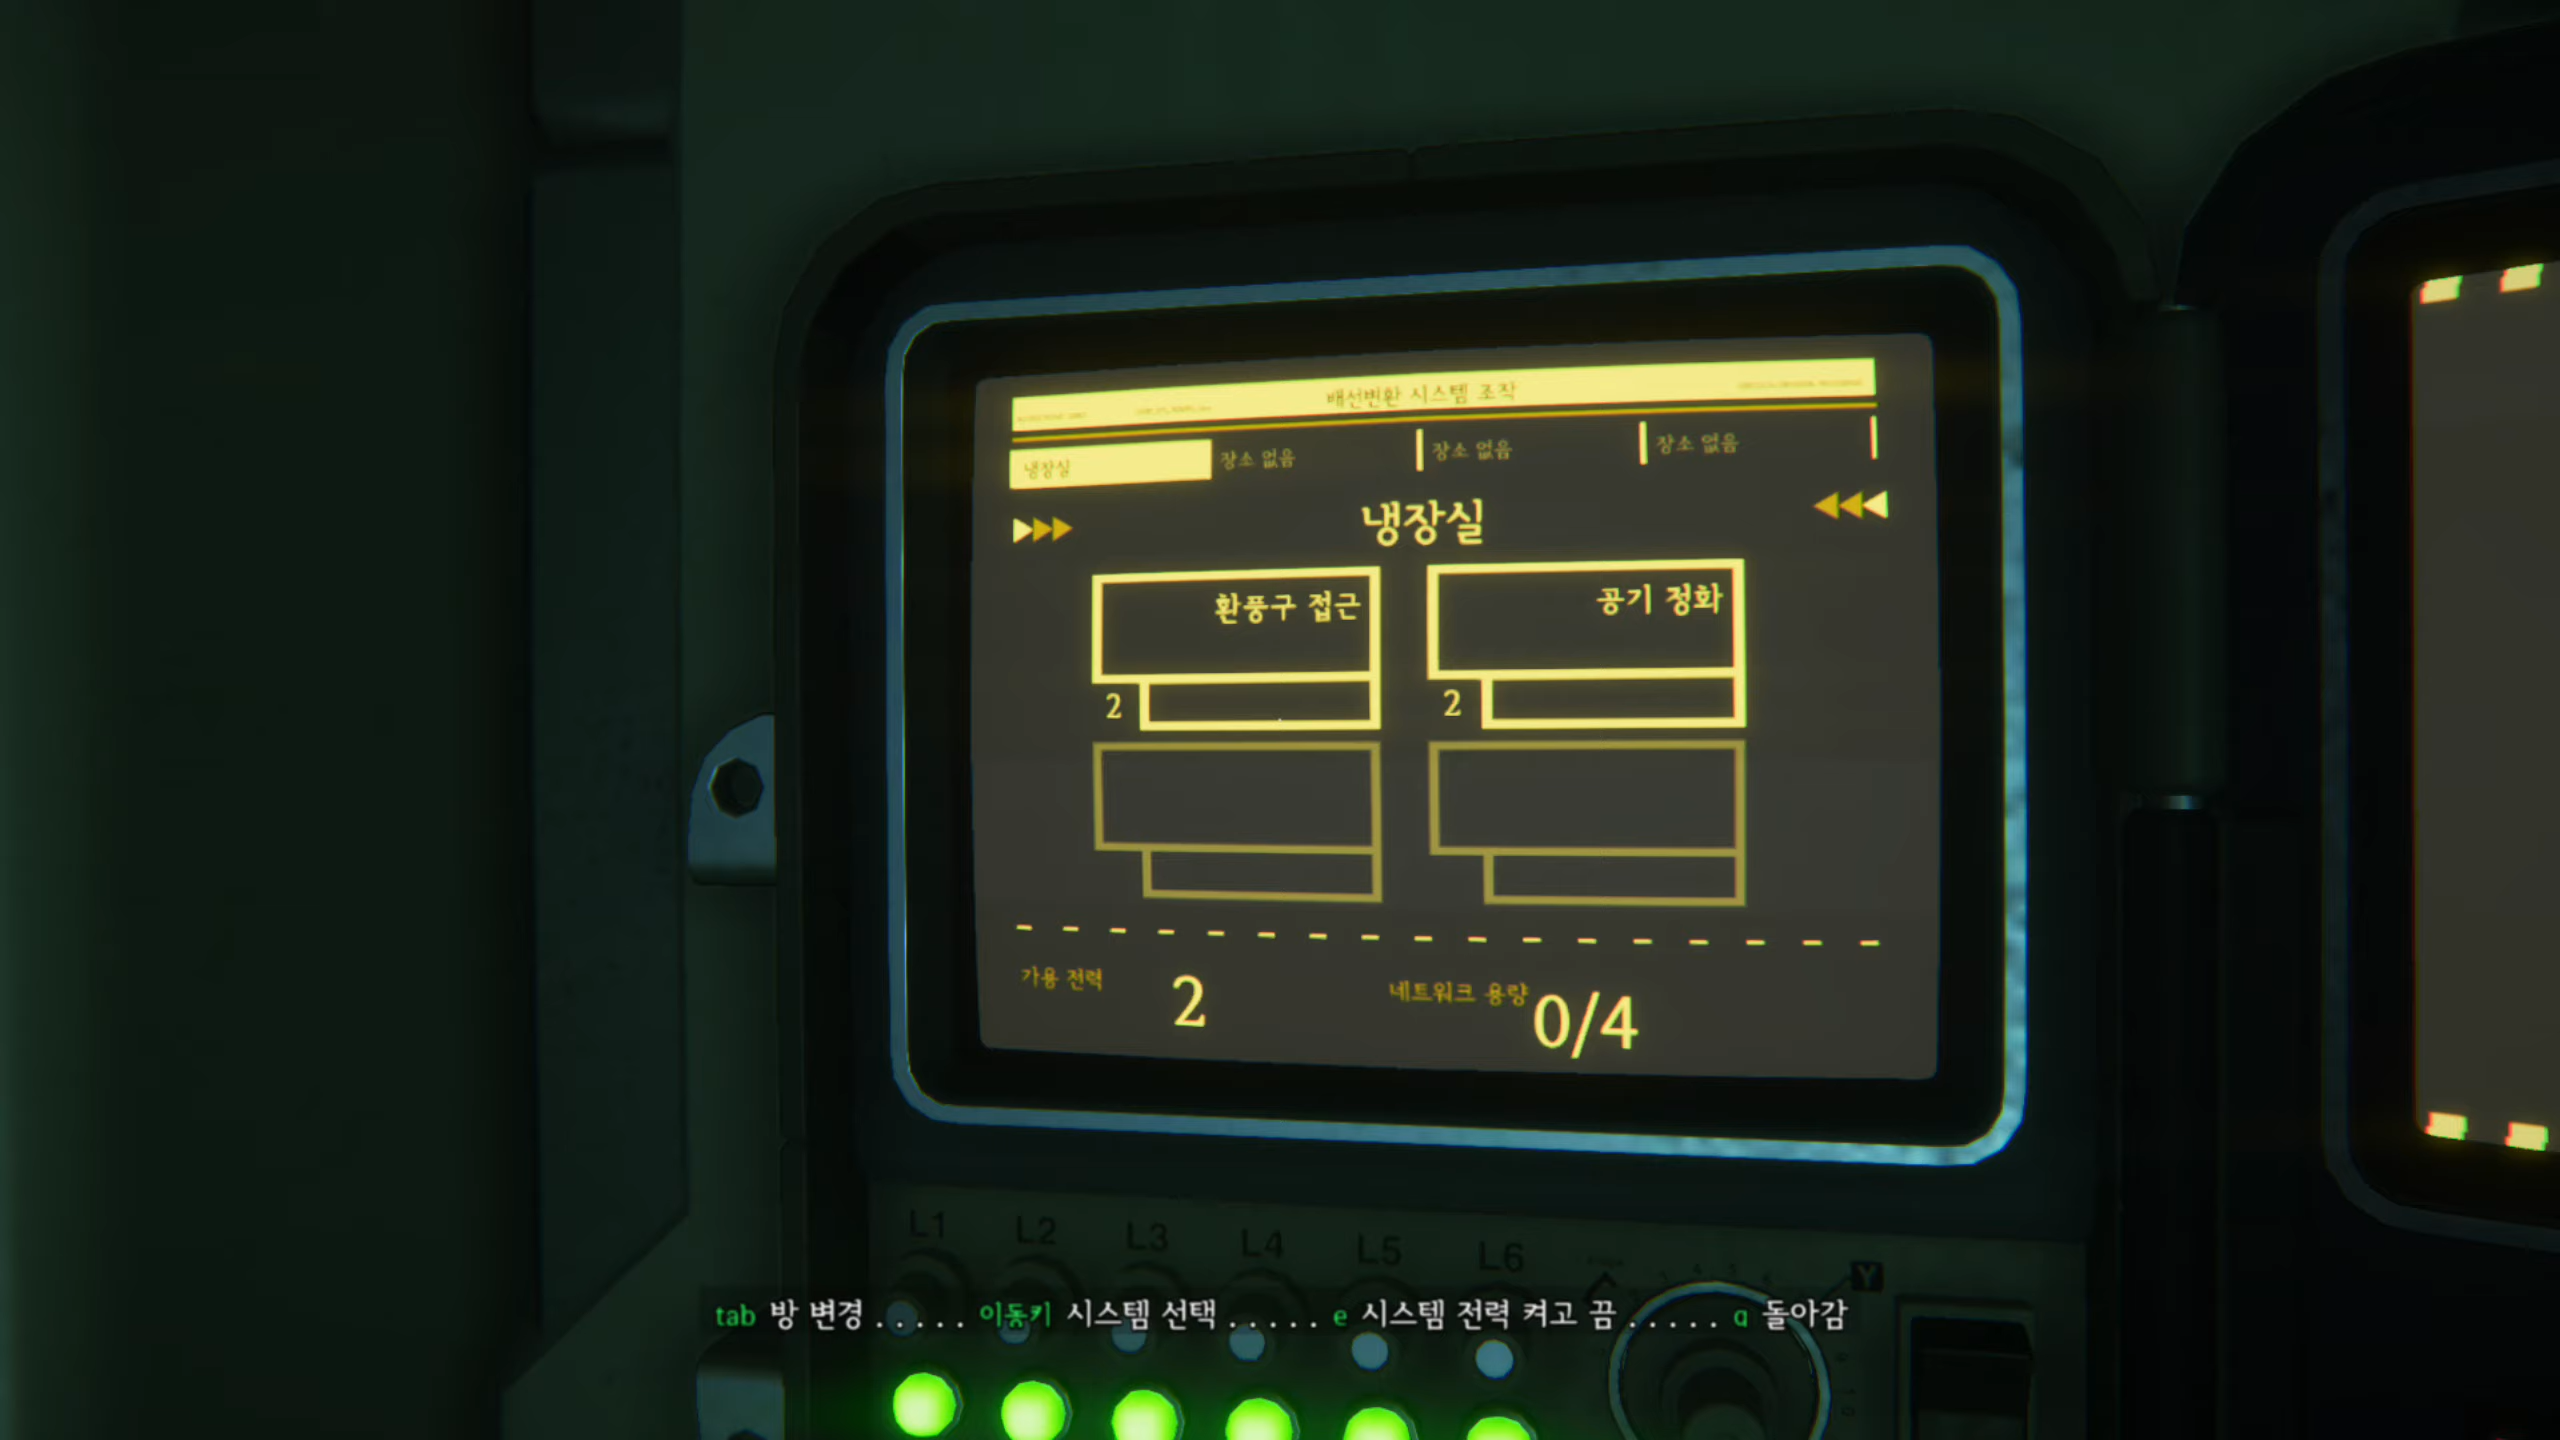 배선변환 시스템 조작
냉장실 장소 없음 장소 없음 장소 없음
냉장실
환풍구 접근 공기 정화
2 2
가용 전력 2 네트워크 용량 0/4
L1 L2 L3 L4 L5 L6
Y
tab 방 변경 ..... 이동키 시스템 선택 ..... e 시스템 전력 켜고 끔 ..... q 돌아감